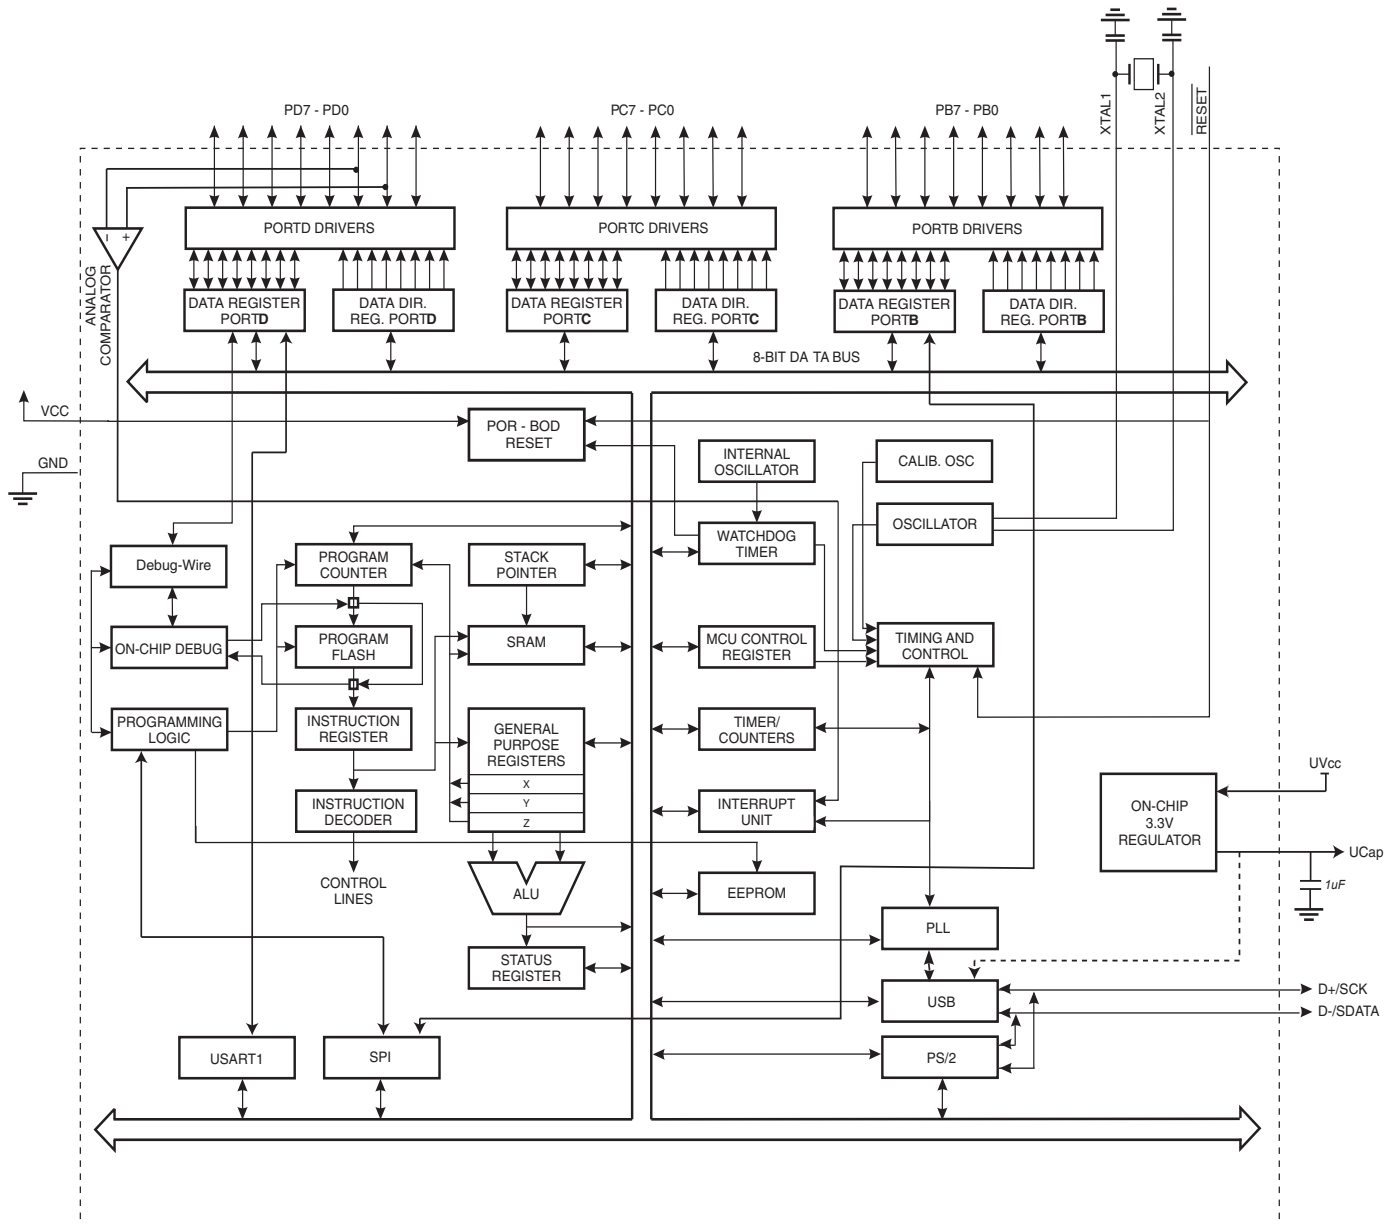 XTAL1
XTAL2
RESET
PD7 - PD0
PC7 - PC0
PB7 - PB0
PORTD DRIVERS
PORTC DRIVERS
PORTB DRIVERS
- +
ANALOG
COMPARATOR
DATA REGISTER
PORTD
DATA DIR.
REG. PORTD
DATA REGISTER
PORTC
DATA DIR.
REG. PORTC
DATA REGISTER
PORTB
DATA DIR.
REG. PORTB
8-BIT DA TA BUS
VCC
GND
POR - BOD
RESET
INTERNAL
OSCILLATOR
CALIB. OSC
WATCHDOG
TIMER
OSCILLATOR
Debug-Wire
PROGRAM
COUNTER
STACK
POINTER
ON-CHIP DEBUG
PROGRAM
FLASH
SRAM
MCU CONTROL
REGISTER
TIMING AND
CONTROL
PROGRAMMING
LOGIC
INSTRUCTION
REGISTER
GENERAL
PURPOSE
REGISTERS
X
Y
Z
TIMER/
COUNTERS
INSTRUCTION
DECODER
INTERRUPT
UNIT
UVcc
ON-CHIP
3.3V
REGULATOR
UCap
1uF
CONTROL
LINES
ALU
EEPROM
STATUS
REGISTER
PLL
USB
D+/SCK
D-/SDATA
USART1
SPI
PS/2